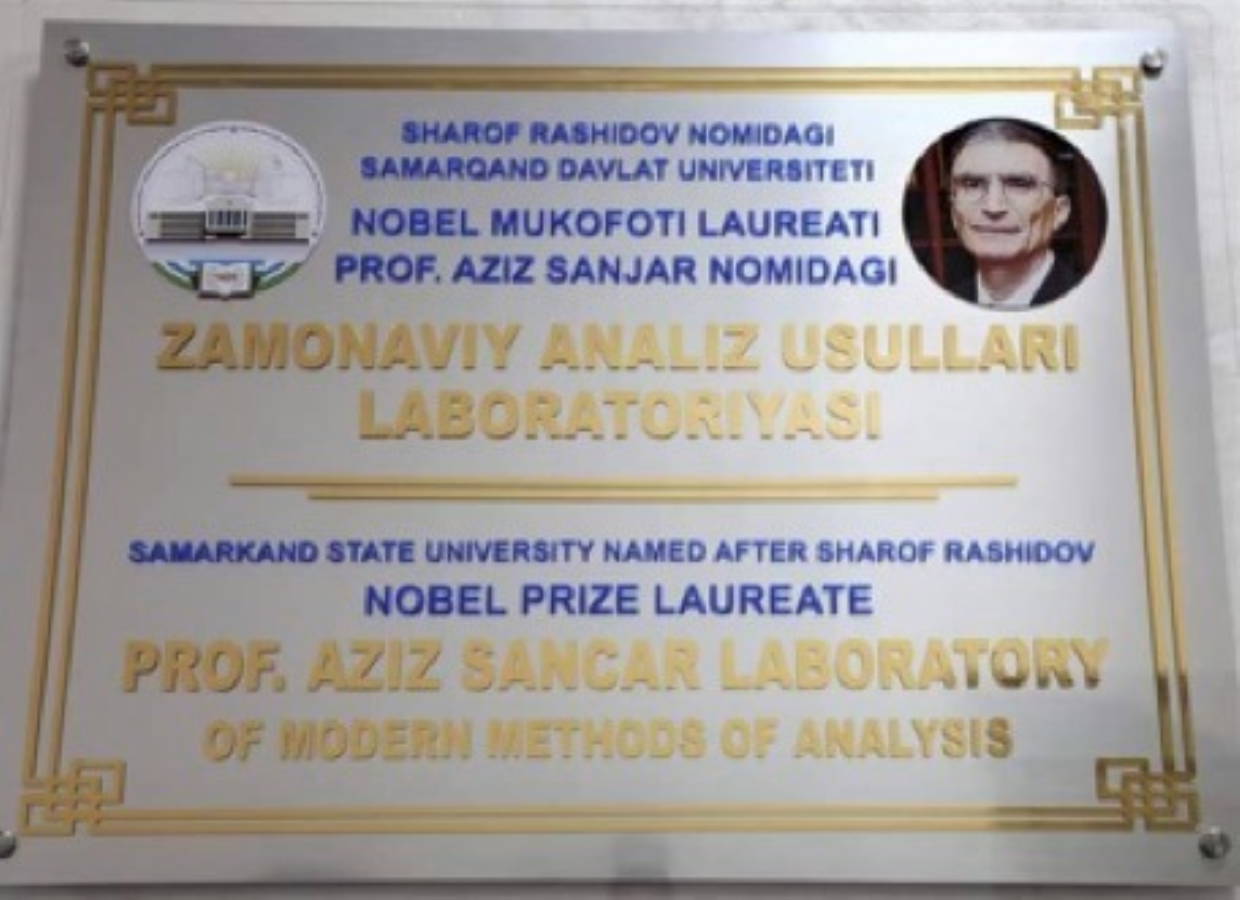 SHAROF RASHIDOV NOMIDAGI
SAMARQAND DAVLAT UNIVERSITETI
NOBEL MUKOFOTI LAUREATI
PROF. AZIZ SANJAR NOMIDAGI
ZAMONAVIY ANALIZ USULLARI
LABORATORIYASI
SAMARKAND STATE UNIVERSITY NAMED AFTER SHAROF RASHIDOV
NOBEL PRIZE LAUREATE
PROF. AZIZ SANCAR LABORATORY
OF MODERN METHODS OF ANALYSIS